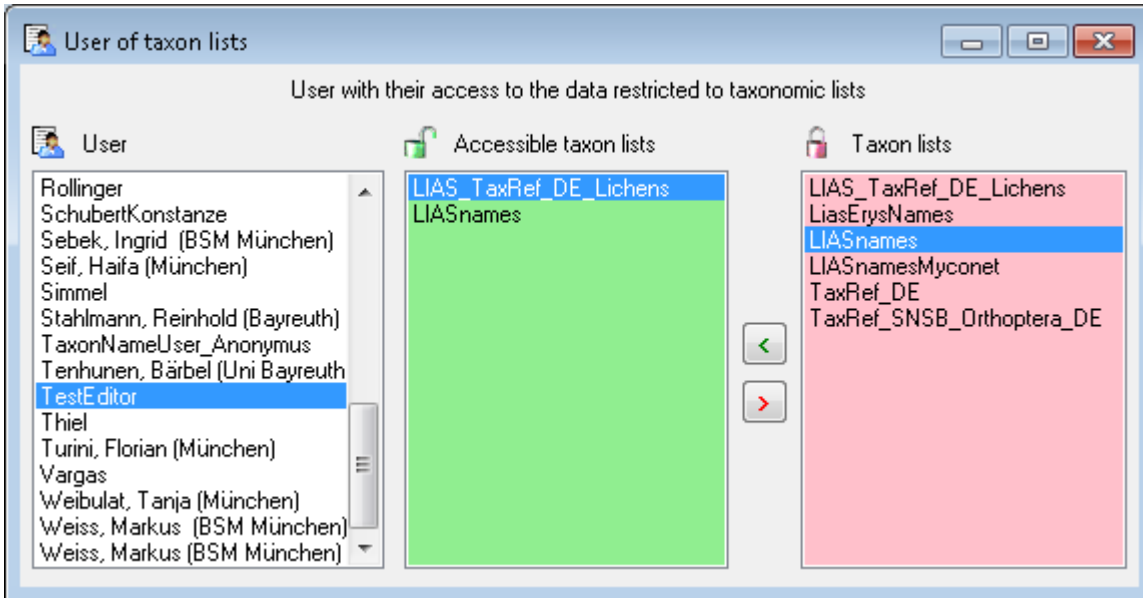 User of taxon lists
User with their access to the data restricted to taxonomic lists
User
Accessible taxon lists
Taxon lists
Rollinger
SchubertKonstanze
Sebek, Ingrid  (BSM München)
Seif, Haifa (München)
Simmel
Stahlmann, Reinhold (Bayreuth)
TaxonNameUser_Anonymus
Tenhunen, Bärbel (Uni Bayreuth
TestEditor
Thiel
Turini, Florian (München)
Vargas
Weibulat, Tanja (München)
Weiss, Markus  (BSM München)
Weiss, Markus (BSM München)
LIAS_TaxRef_DE_Lichens
LIASnames
<
>
LIAS_TaxRef_DE_Lichens
LiasErysNames
LIASnames
LIASnamesMyconet
TaxRef_DE
TaxRef_SNSB_Orthoptera_DE